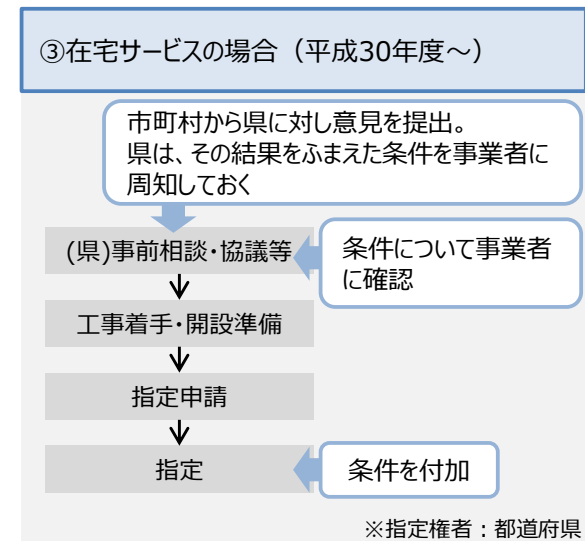 ③在宅サービスの場合（平成30年度～）
市町村から県に対し意見を提出。
県は、その結果をふまえた条件を事業者に
周知しておく
(県)事前相談・協議等
条件について事業者
に確認
工事着手・開設準備
指定申請
指定
条件を付加
※指定権者：都道府県